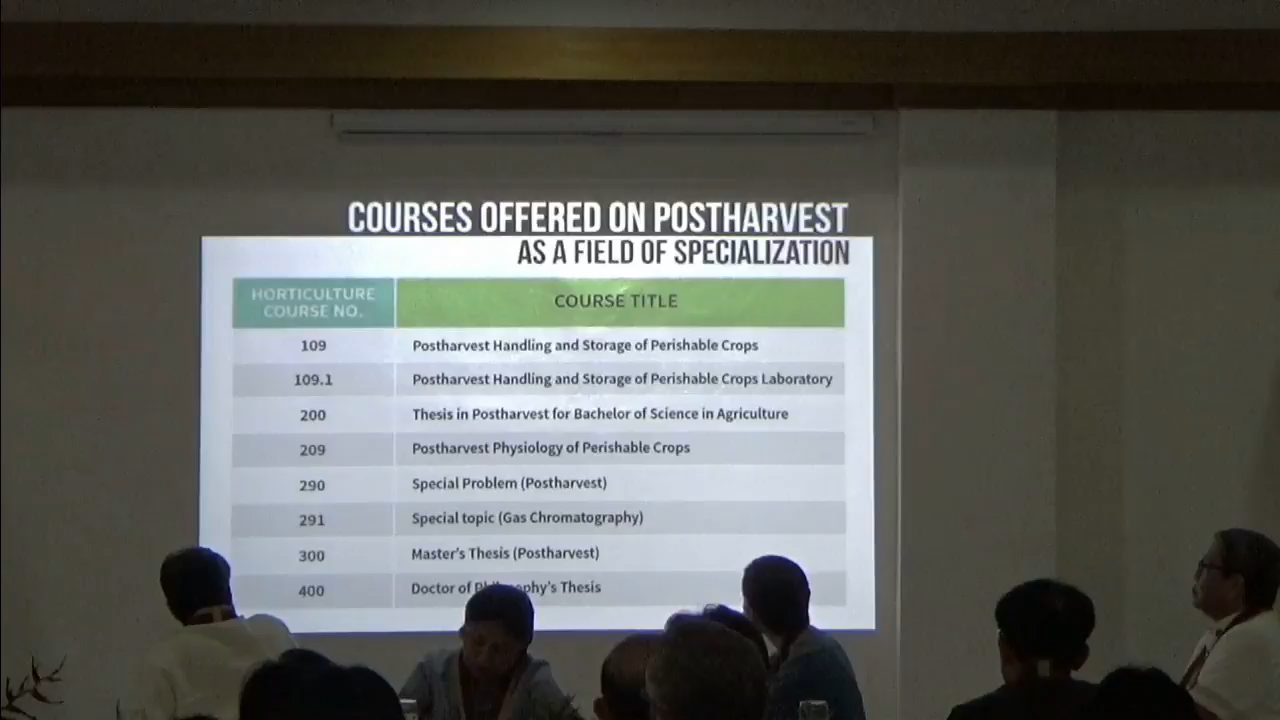 COURSES OFFERED ON POSTHARVEST
AS A FIELD OF SPECIALIZATION
HORTICULTURE
COURSE NO.
COURSE TITLE
109 Postharvest Handling and Storage of Perishable Crops
109.1 Postharvest Handling and Storage of Perishable Crops Laboratory
200 Thesis in Postharvest for Bachelor of Science in Agriculture
209 Postharvest Physiology of Perishable Crops
290 Special Problem (Postharvest)
291 Special topic (Gas Chromatography)
300 Master's Thesis (Postharvest)
400 Doctor of Thesis